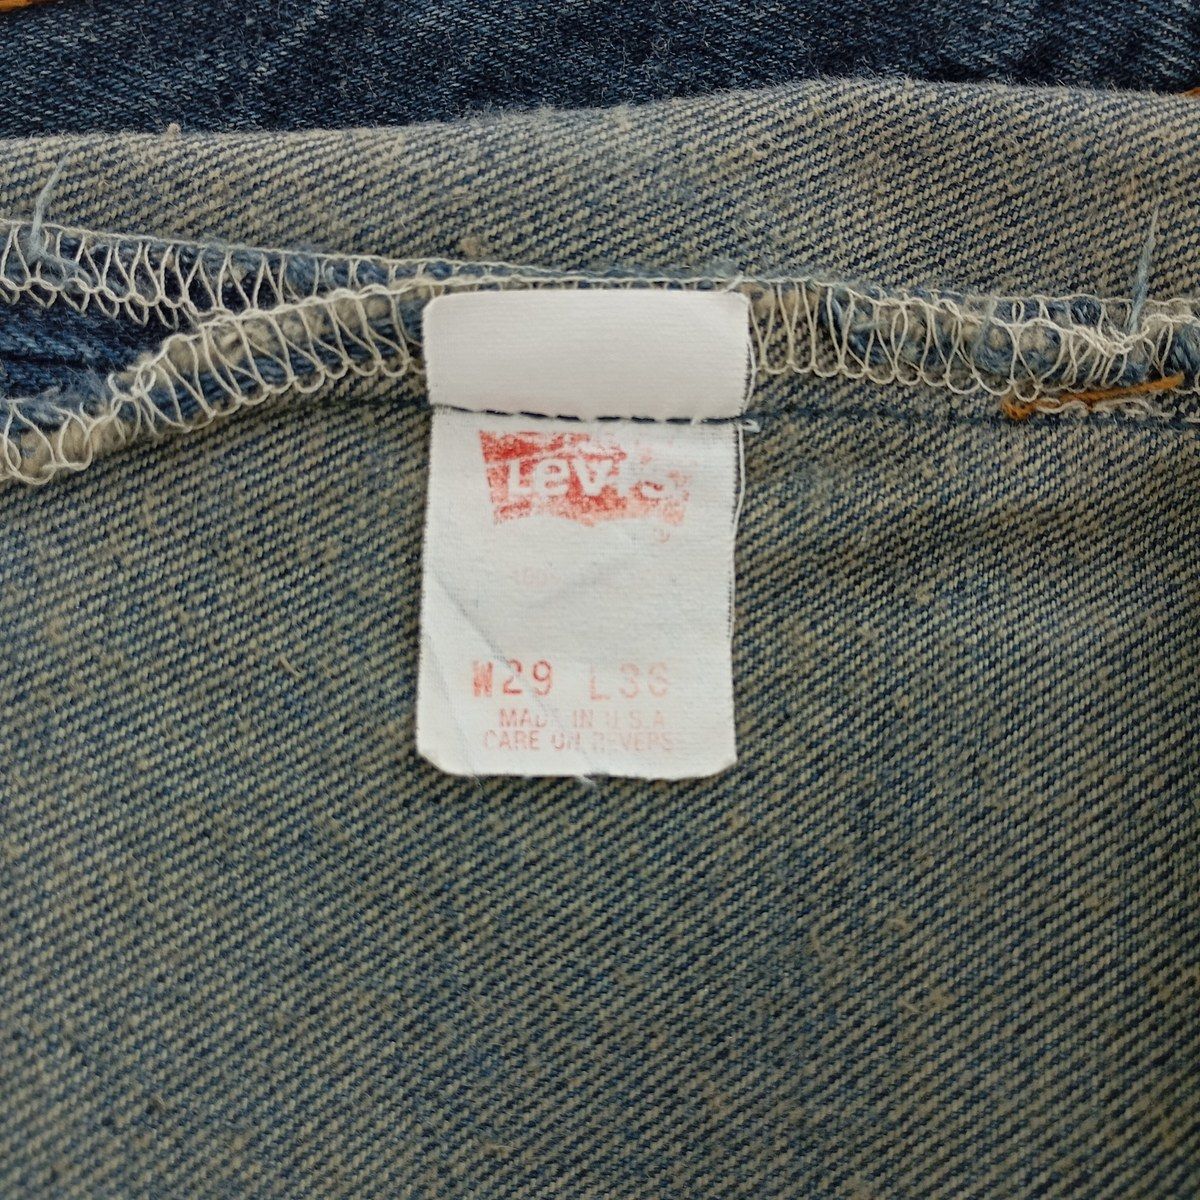 Levi's
W29 L36
MADE IN U.S.A
CARE ON REVERSE